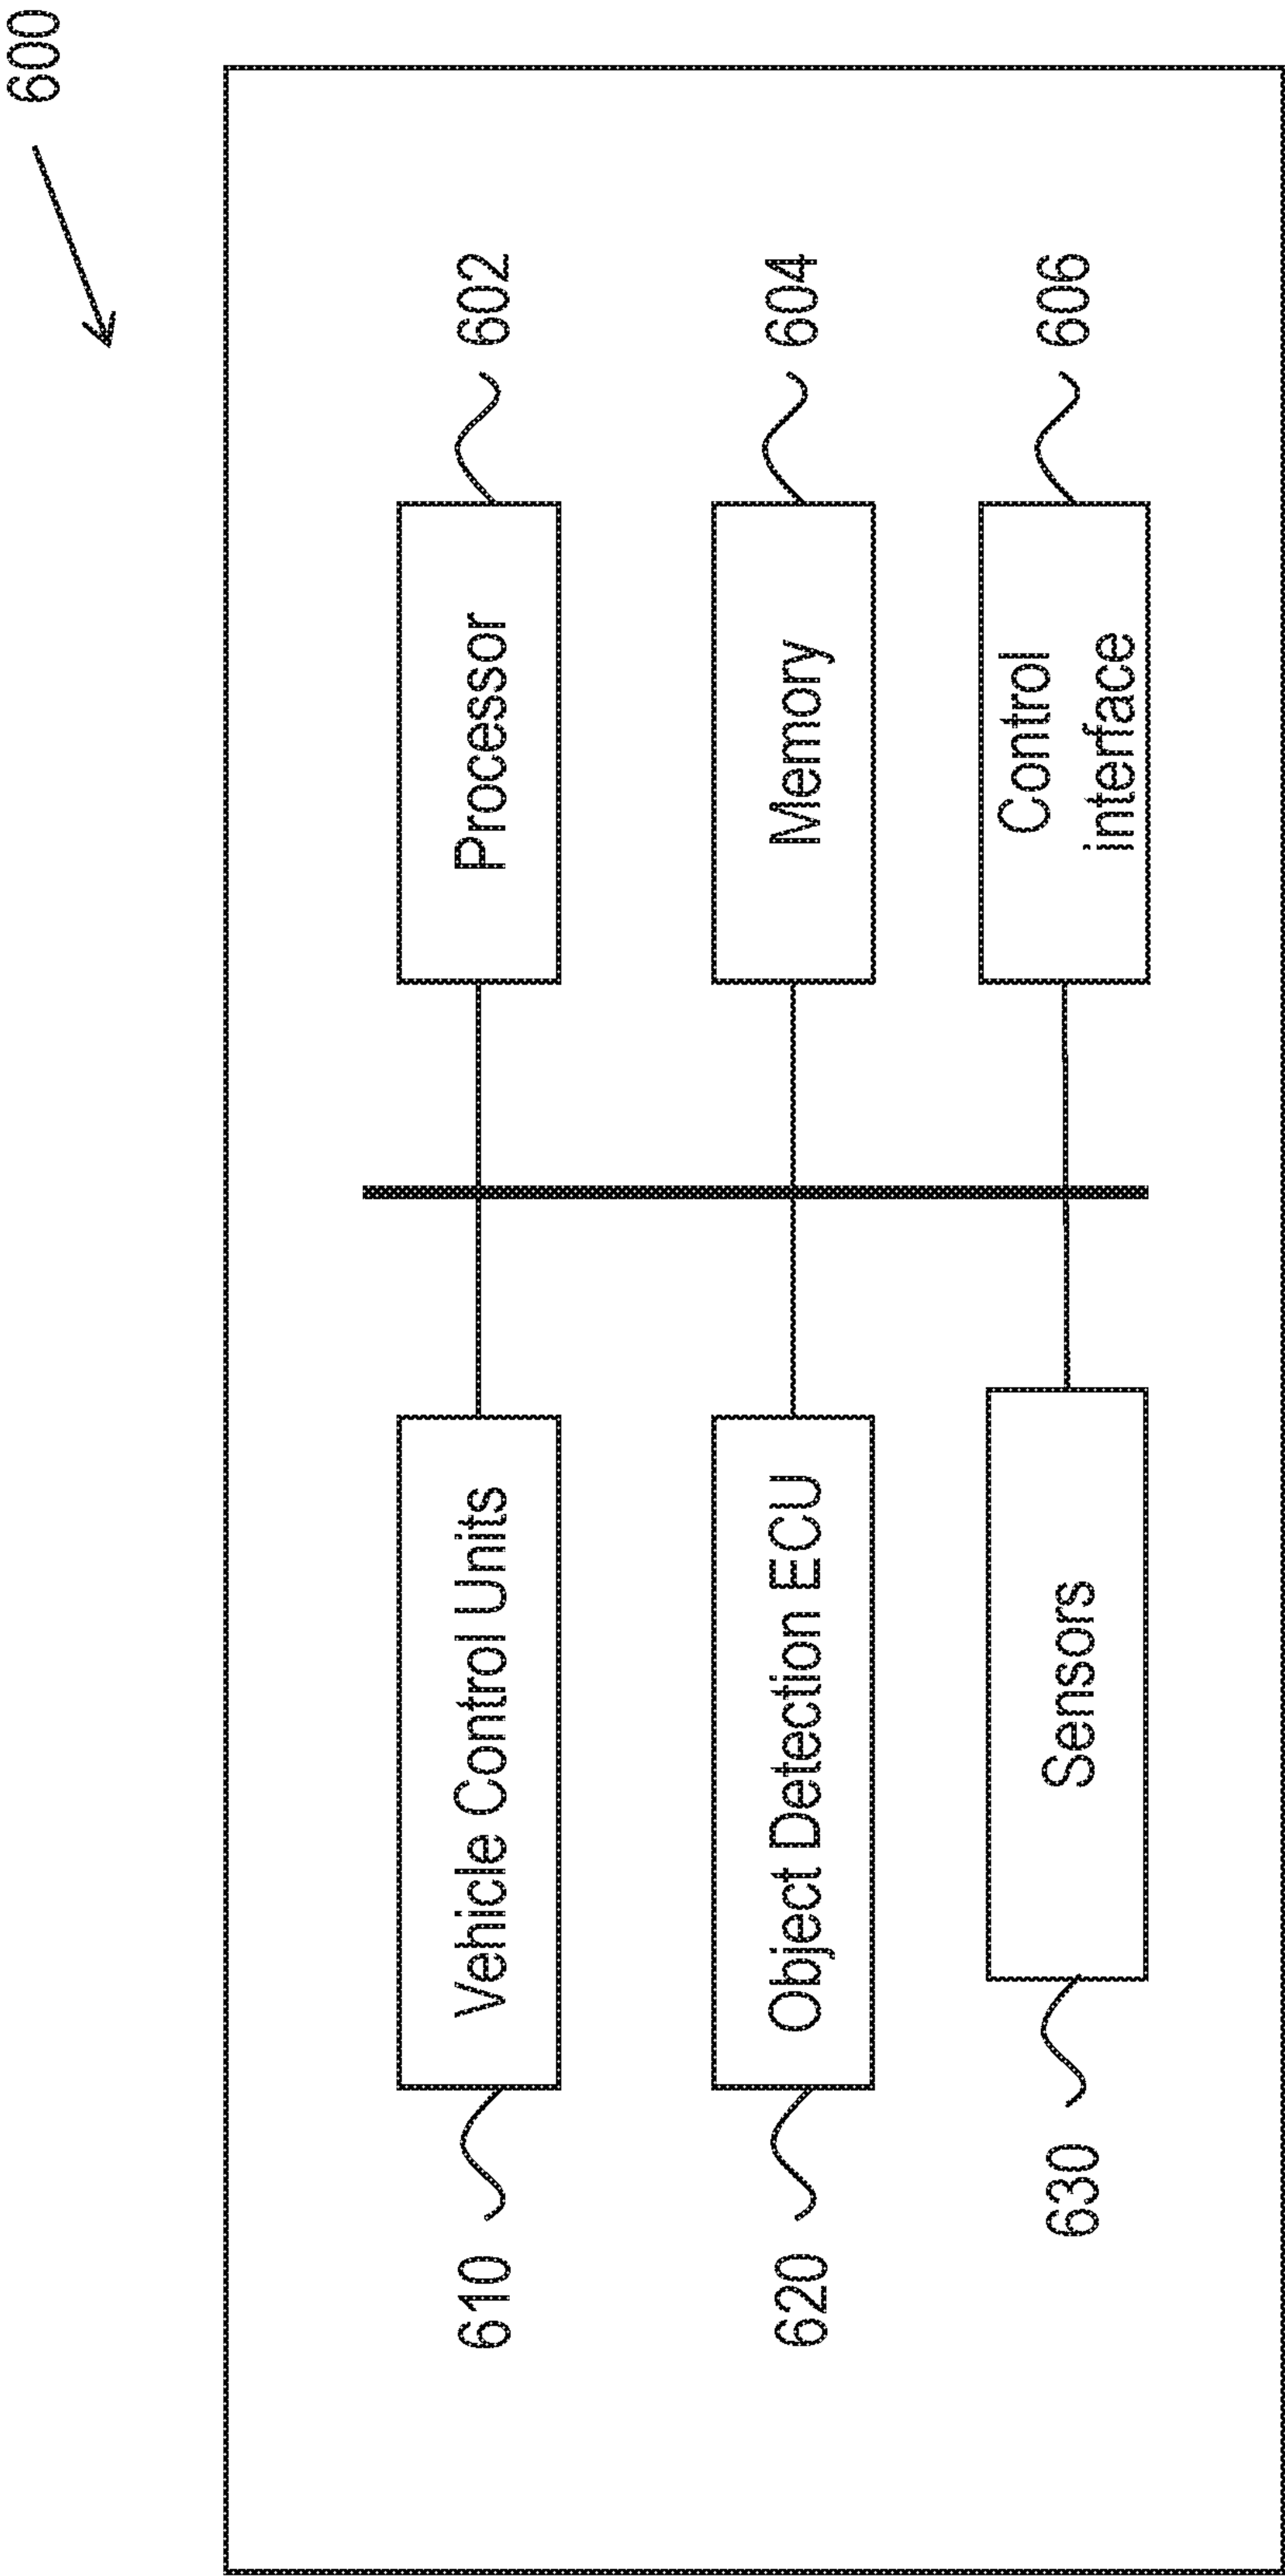 600
610
Vehicle Control Units
Processor
602
620
Object Detection ECU
Memory
604
630
Sensors
Control
interface
606